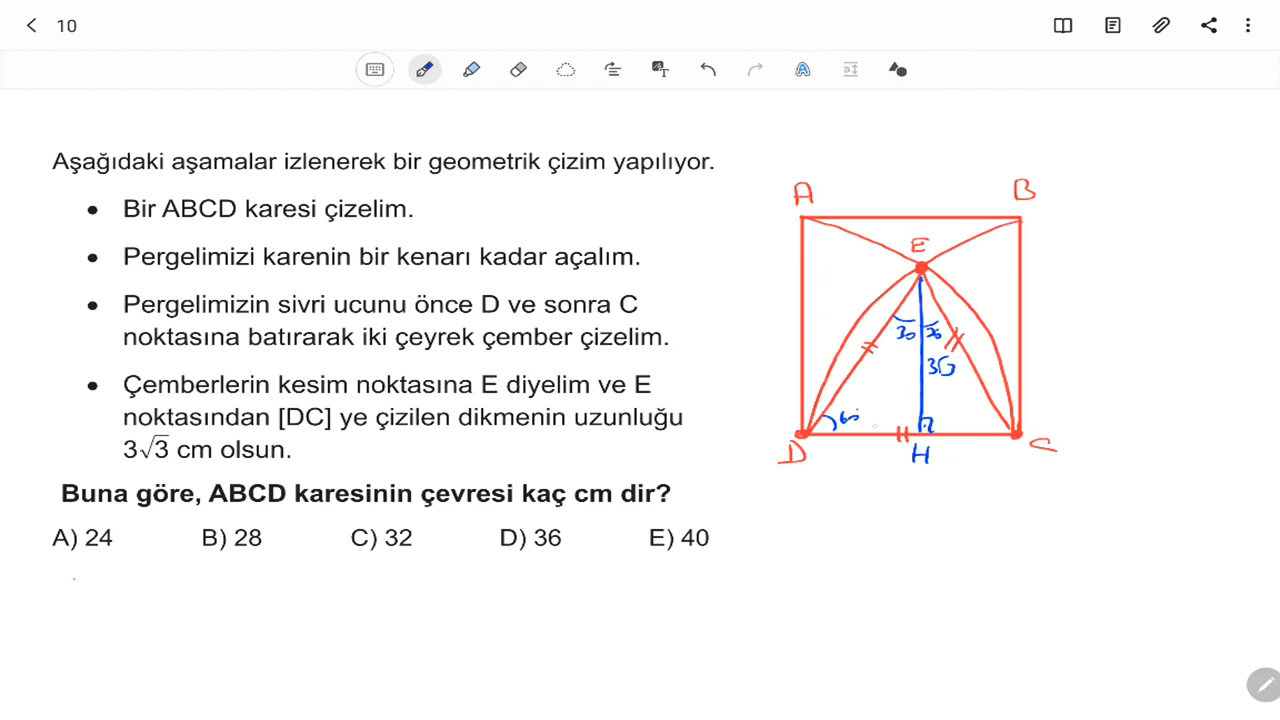 10
Aşağıdaki aşamalar izlenerek bir geometrik çizim yapılıyor.
• Bir ABCD karesi çizelim.
• Pergelimizi karenin bir kenarı kadar açalım.
• Pergelimizin sivri ucunu önce D ve sonra C
noktasına batırarak iki çeyrek çember çizelim.
• Çemberlerin kesim noktasına E diyelim ve E
noktasından [DC] ye çizilen dikmenin uzunluğu
3√3 cm olsun.
Buna göre, ABCD karesinin çevresi kaç cm dir?
A) 24 B) 28 C) 32 D) 36 E) 40
A B
E
30 30
3√3
60
D H C